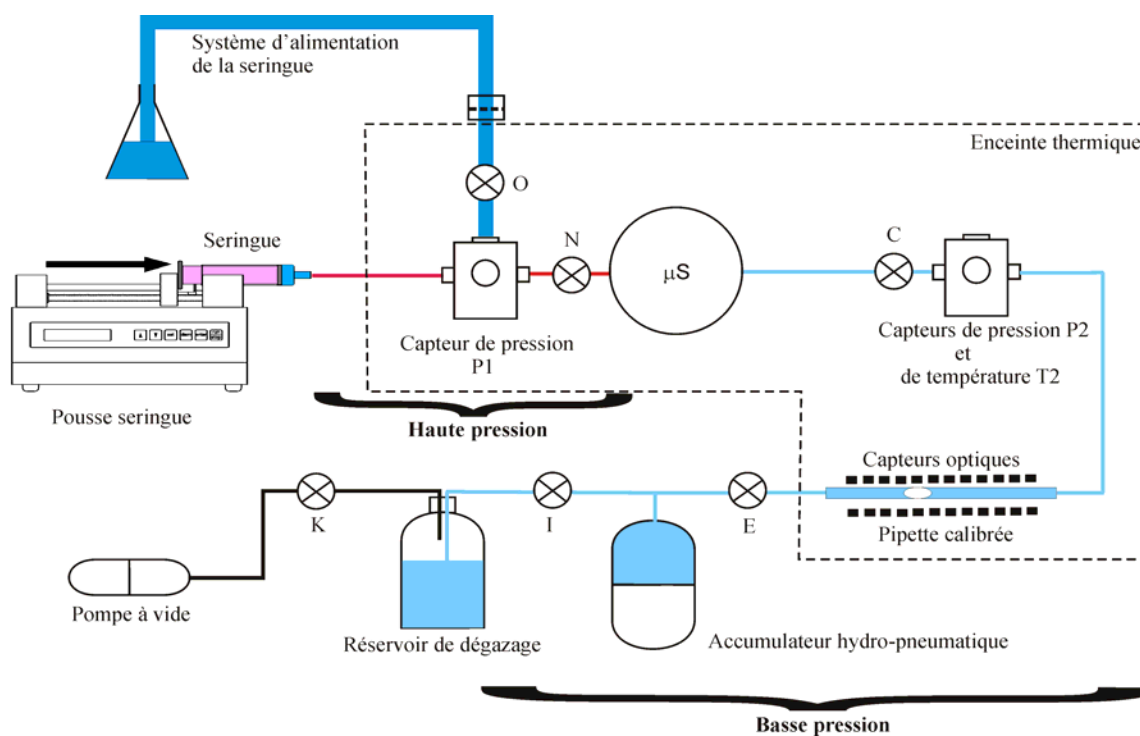 Système d'alimentation
de la seringue
Enceinte thermique
O
Seringue
N
C
μS
Capteur de pression
P1
Capteurs de pression P2
et
de température T2
Pousse seringue
Haute pression
Capteurs optiques
K
I
E
Pipette calibrée
Pompe à vide
Réservoir de dégazage
Accumulateur hydro-pneumatique
Basse pression